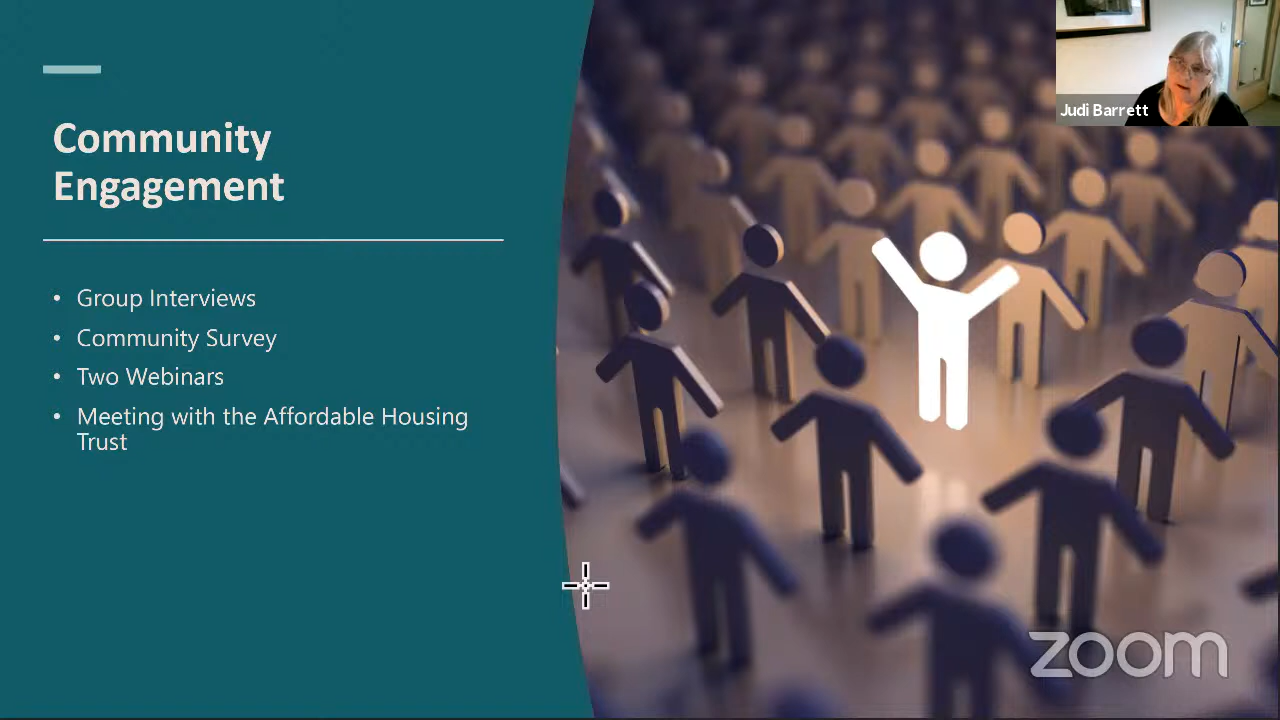 Community
Engagement
• Group Interviews
• Community Survey
• Two Webinars
• Meeting with the Affordable Housing
Trust
Judi Barrett
zoom